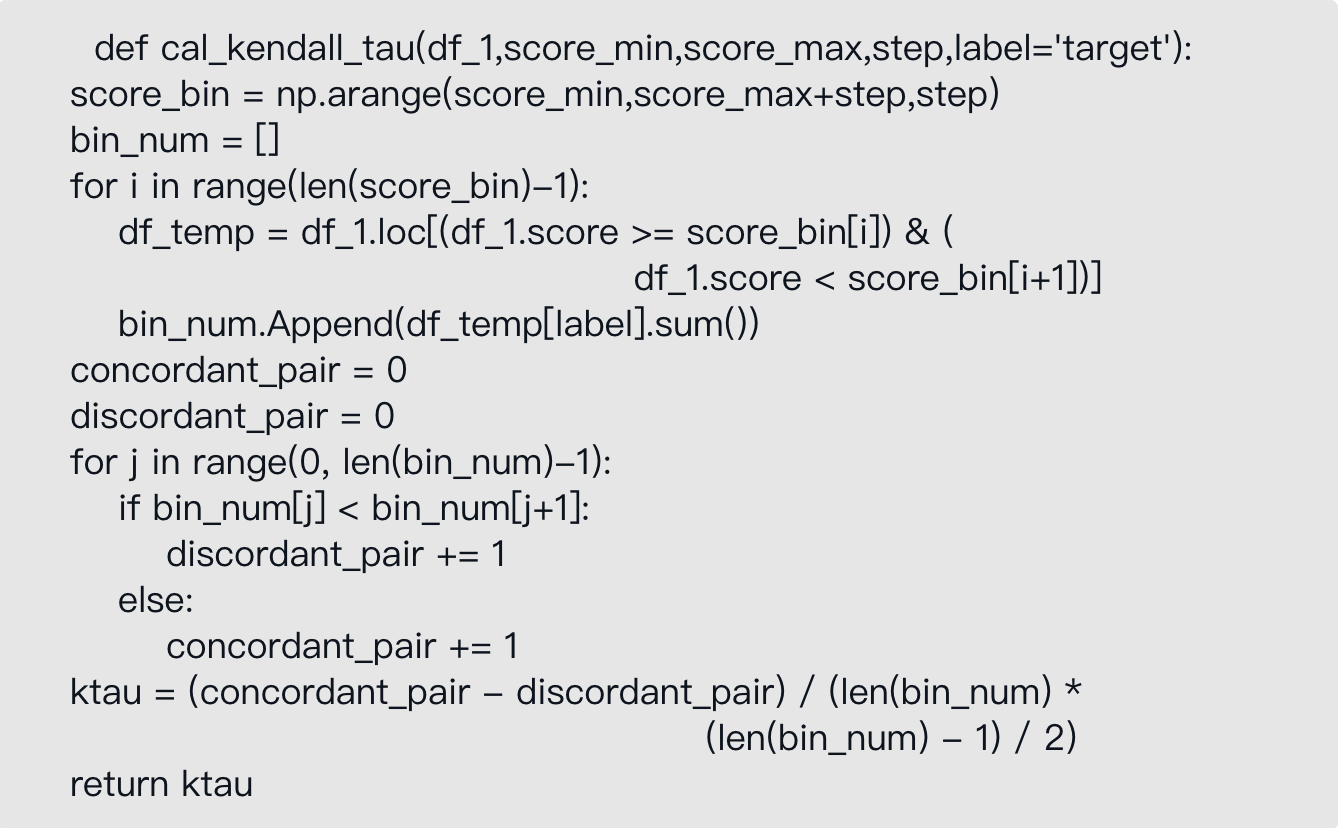 def cal_kendall_tau(df_1,score_min,score_max,step,label='target'):
score_bin = np.arange(score_min,score_max+step,step)
bin_num = []
for i in range(len(score_bin)–1):
df_temp = df_1.loc[(df_1.score >= score_bin[i]) & (
df_1.score < score_bin[i+1])]
bin_num.Append(df_temp[label].sum())
concordant_pair = 0
discordant_pair = 0
for j in range(0, len(bin_num)–1):
if bin_num[j] < bin_num[j+1]:
discordant_pair += 1
else:
concordant_pair += 1
ktau = (concordant_pair – discordant_pair) / (len(bin_num) *
(len(bin_num) – 1) / 2)
return ktau